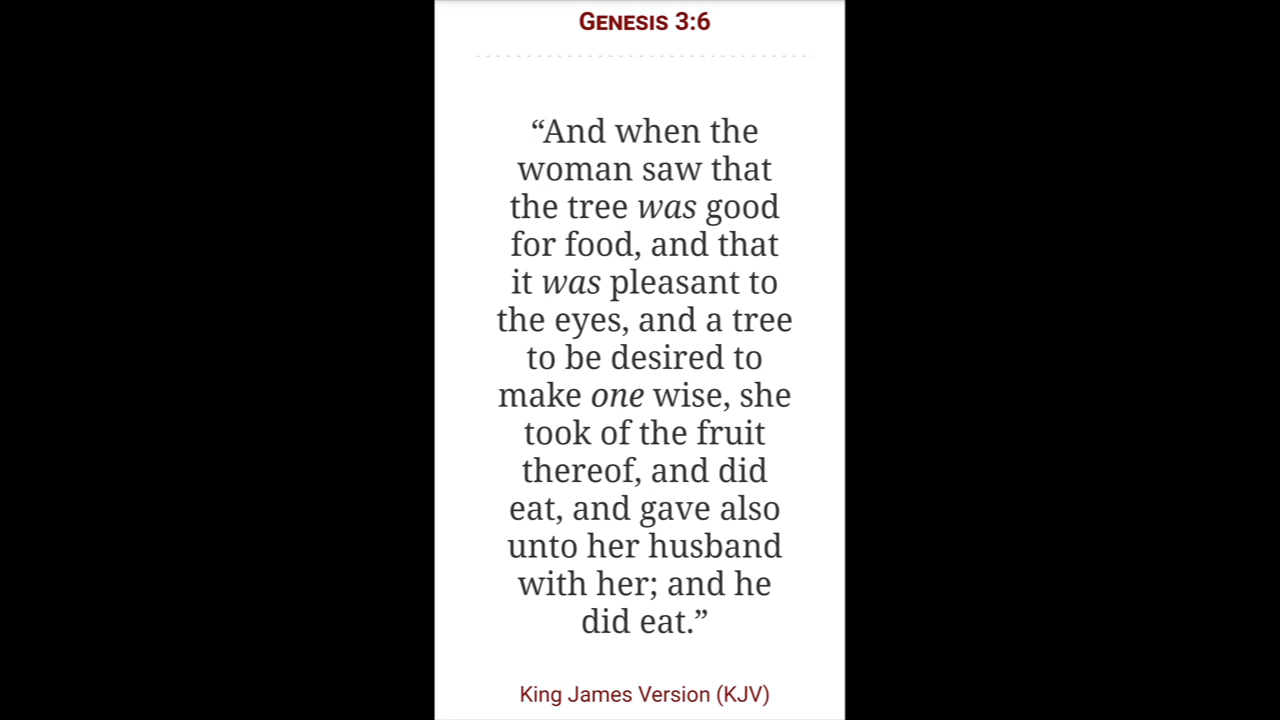 GENESIS 3:6
“And when the
woman saw that
the tree was good
for food, and that
it was pleasant to
the eyes, and a tree
to be desired to
make one wise, she
took of the fruit
thereof, and did
eat, and gave also
unto her husband
with her; and he
did eat.”
King James Version (KJV)